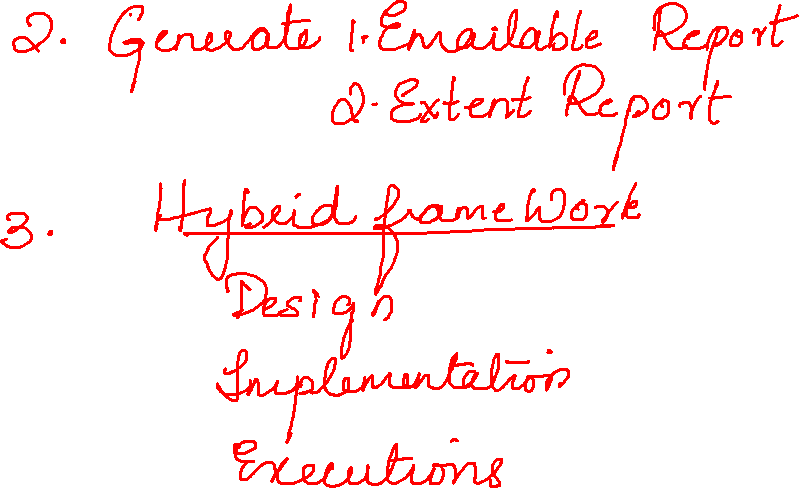 2. Generate 1. Emailable Report
2. Extent Report
3. Hybrid frameWork
Design
Implementation
Executions